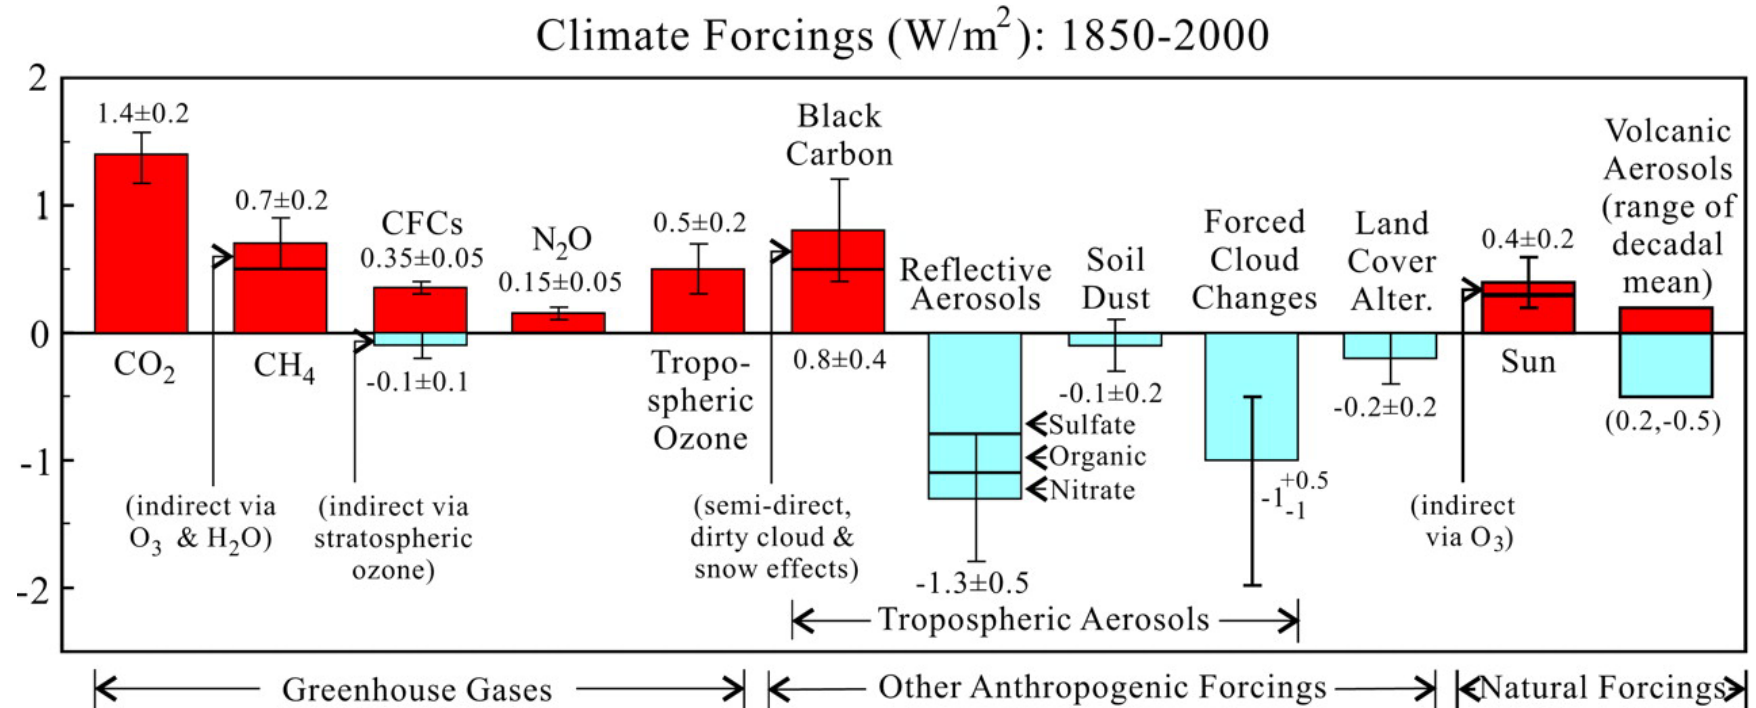 Climate Forcings (W/m²): 1850-2000
2
1
0
-1
-2
1.4±0.2
CO₂
0.7±0.2
CH₄
(indirect via
O₃ & H₂O)
CFCs
0.35±0.05
-0.1±0.1
(indirect via
stratospheric
ozone)
N₂O
0.15±0.05
0.5±0.2
Tropo-
spheric
Ozone
Black
Carbon
0.8±0.4
(semi-direct,
dirty cloud &
snow effects)
Reflective
Aerosols
Sulfate
Organic
Nitrate
-1.3±0.5
Soil
Dust
-0.1±0.2
Forced
Cloud
Changes
-1 +0.5 -1
Land
Cover
Alter.
-0.2±0.2
0.4±0.2
Sun
(indirect
via O₃)
Volcanic
Aerosols
(range of
decadal
mean)
(0.2,-0.5)
Tropospheric Aerosols
Greenhouse Gases
Other Anthropogenic Forcings
Natural Forcings